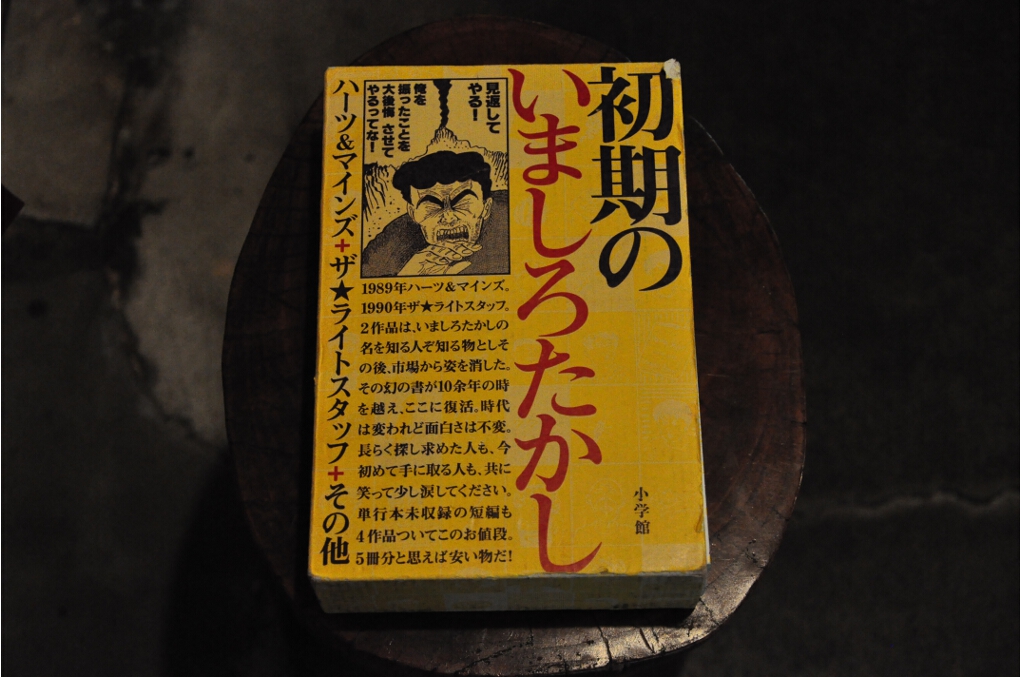 初期の
いましろたかし
見返して
やる！
俺を
振ったことを
大後悔 させて
やるってな！
1989年ハーツ&マインズ。
1990年ザ★ライトスタッフ。
2作品は、いましろたかしの
名を知る人ぞ知る物としそ
の後、市場から姿を消した。
その幻の書が10余年の時
を越え、ここに復活。時代
は変われど面白さは不変。
長らく探し求めた人も、今
初めて手に取る人も、共に
笑って少し涙してください。
単行本未収録の短編も
4作品ついてこのお値段。
5冊分と思えば安い物だ！
ハーツ&マインズ+ザ★ライトスタッフ+その他
小学館